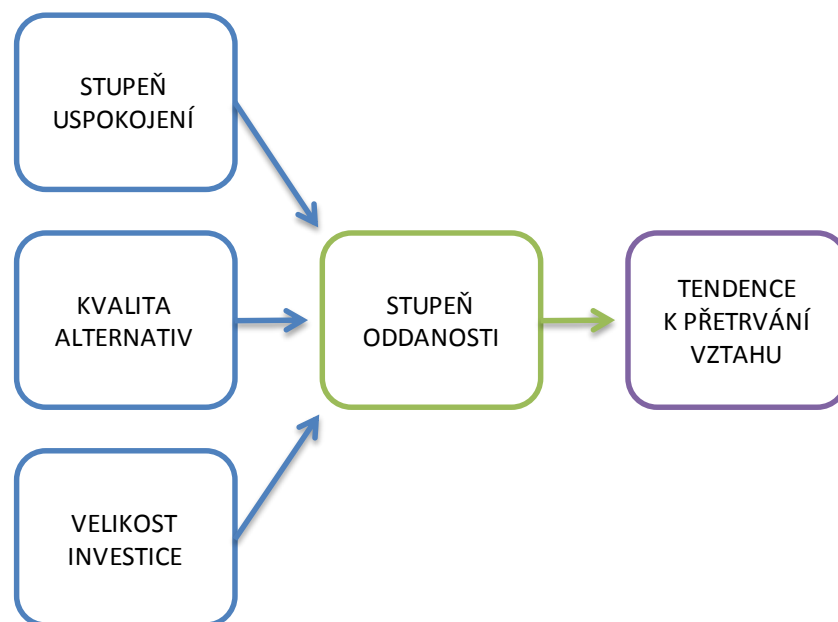 STUPEŇ
USPOKOJENÍ
KVALITA
ALTERNATIV
VELIKOST
INVESTICE
STUPEŇ
ODDANOSTI
TENDENCE
K PŘETRVÁNÍ
VZTAHU